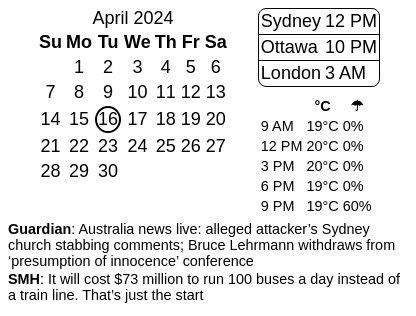 April 2024
Su Mo Tu We Th Fr Sa
1 2 3 4 5 6
7 8 9 10 11 12 13
14 15 16 17 18 19 20
21 22 23 24 25 26 27
28 29 30
Sydney 12 PM
Ottawa 10 PM
London 3 AM
°C ☂
9 AM 19°C 0%
12 PM 20°C 0%
3 PM 20°C 0%
6 PM 19°C 0%
9 PM 19°C 60%
Guardian: Australia news live: alleged attacker’s Sydney
church stabbing comments; Bruce Lehrmann withdraws from
‘presumption of innocence’ conference
SMH: It will cost $73 million to run 100 buses a day instead of
a train line. That’s just the start